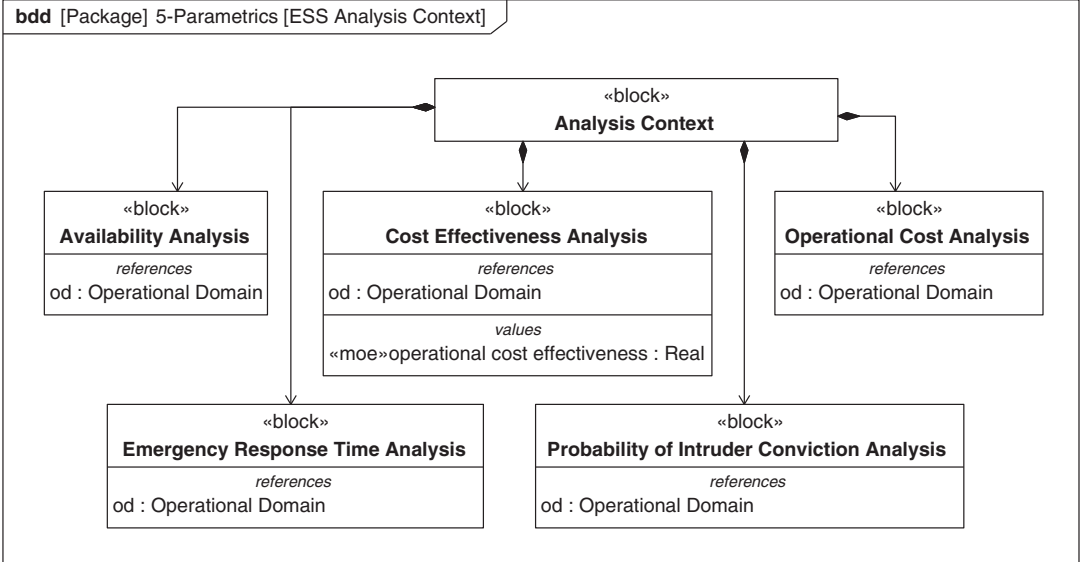 bdd [Package] 5-Parametrics [ESS Analysis Context]
«block»
Analysis Context
«block»
Availability Analysis
references
od : Operational Domain
«block»
Cost Effectiveness Analysis
references
od : Operational Domain
values
«moe»operational cost effectiveness : Real
«block»
Operational Cost Analysis
references
od : Operational Domain
«block»
Emergency Response Time Analysis
references
od : Operational Domain
«block»
Probability of Intruder Conviction Analysis
references
od : Operational Domain